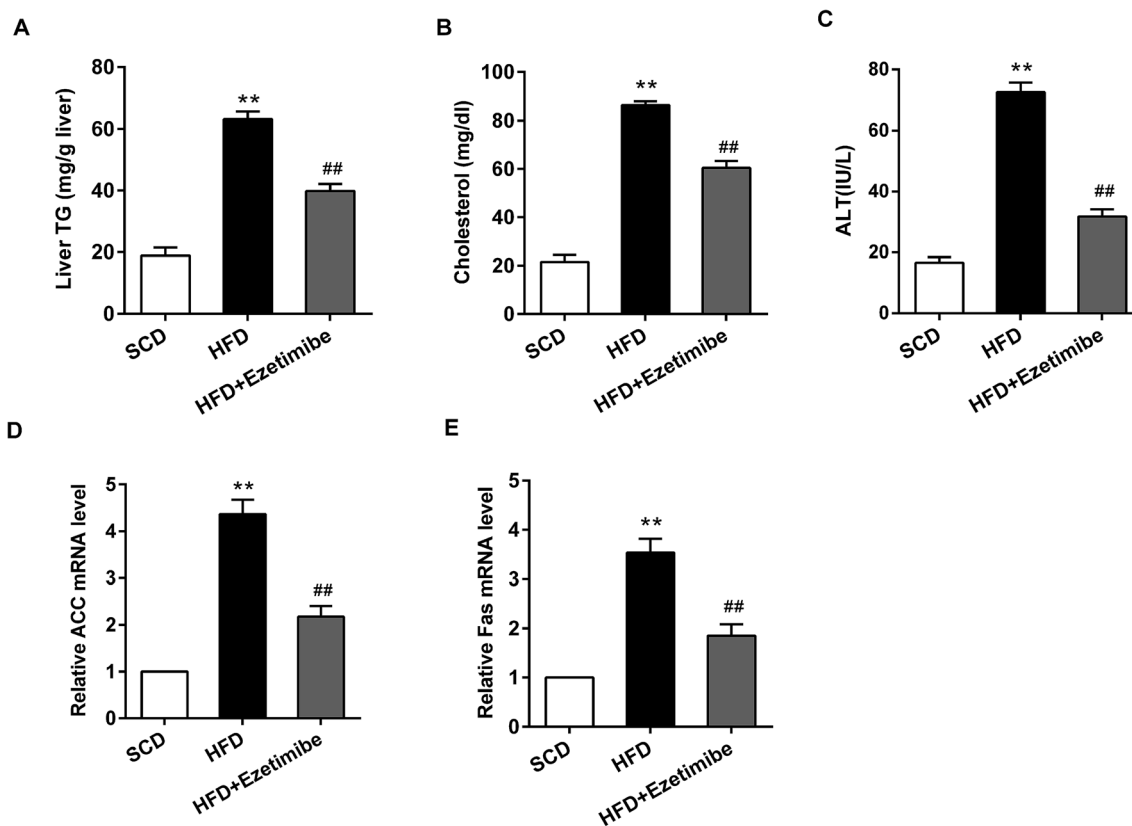 A
Liver TG (mg/g liver)
80
60
40
20
0
**
##
SCD
HFD
HFD+Ezetimibe
B
Cholesterol (mg/dl)
100
80
60
40
20
0
**
##
SCD
HFD
HFD+Ezetimibe
C
ALT(IU/L)
80
60
40
20
0
**
##
SCD
HFD
HFD+Ezetimibe
D
Relative ACC mRNA level
5
4
3
2
1
0
**
##
SCD
HFD
HFD+Ezetimibe
E
Relative Fas mRNA level
5
4
3
2
1
0
**
##
SCD
HFD
HFD+Ezetimibe